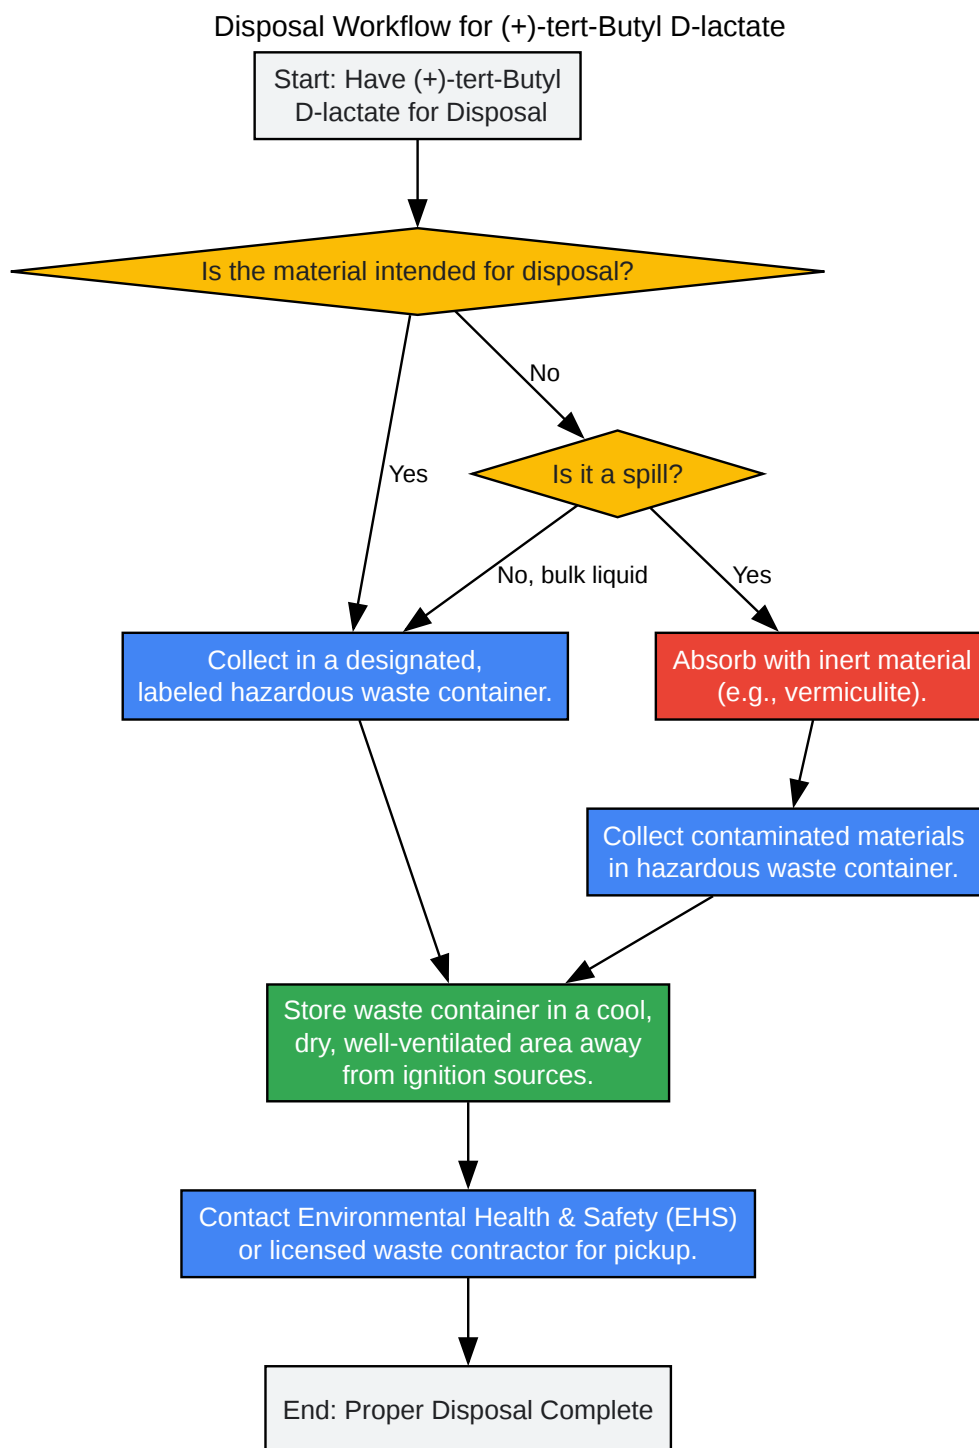 Disposal Workflow for (+)-tert-Butyl D-lactate
Start: Have (+)-tert-Butyl
D-lactate for Disposal
Is the material intended for disposal?
No
Yes
Is it a spill?
No, bulk liquid
Yes
Collect in a designated,
labeled hazardous waste container.
Absorb with inert material
(e.g., vermiculite).
Collect contaminated materials
in hazardous waste container.
Store waste container in a cool,
dry, well-ventilated area away
from ignition sources.
Contact Environmental Health & Safety (EHS)
or licensed waste contractor for pickup.
End: Proper Disposal Complete